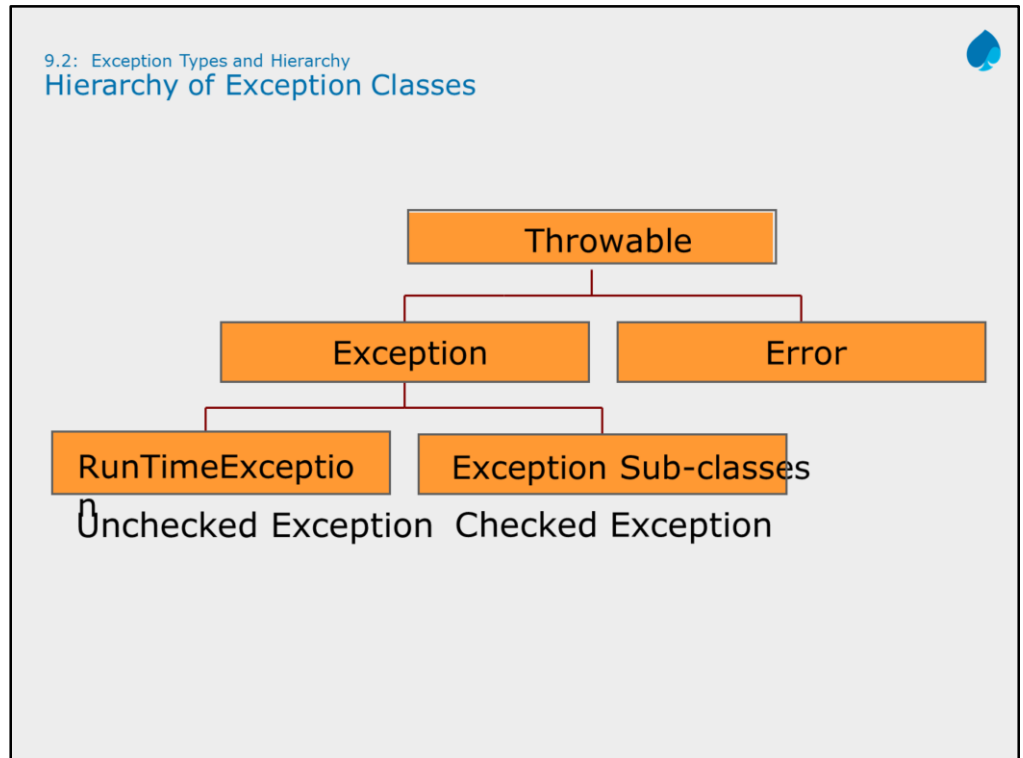 9.2: Exception Types and Hierarchy
Hierarchy of Exception Classes
Throwable
Exception
Error
RunTimeExceptio
n
Exception Sub-classes
Unchecked Exception
Checked Exception